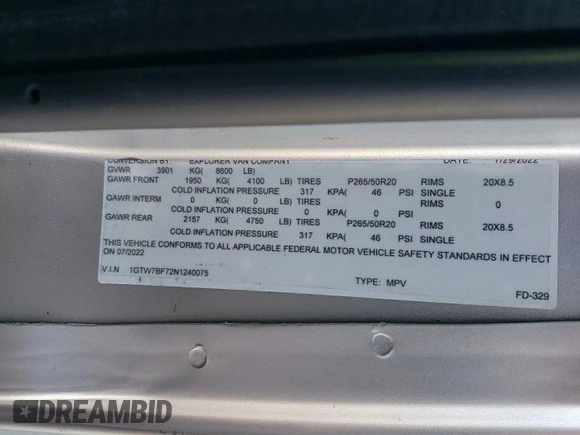 CONVERSION BY: EXPLORER VAN COMPANY DATE: 7/29/2022
GVWR 3901 KG( 8600 LB)
GAWR FRONT 1950 KG( 4100 LB) TIRES P265/50R20 RIMS 20X8.5
COLD INFLATION PRESSURE 317 KPA( 46 PSI SINGLE
GAWR INTERM 0 KG( 0 LB) TIRES RIMS 0
COLD INFLATION PRESSURE 0 KPA( 0 PSI
GAWR REAR 2157 KG( 4750 LB) TIRES P265/50R20 RIMS 20X8.5
COLD INFLATION PRESSURE 317 KPA( 46 PSI SINGLE
THIS VEHICLE CONFORMS TO ALL APPLICABLE FEDERAL MOTOR VEHICLE SAFETY STANDARDS IN EFFECT
ON 07/2022
V.I.N 1GTW7BF72N1240075
TYPE: MPV
FD-329
DREAMBID